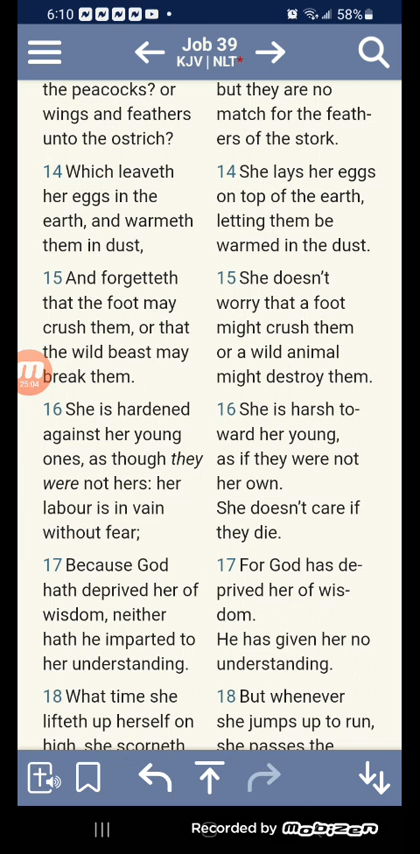 6:10
58%
Job 39
KJV | NLT*
the peacocks? or
wings and feathers
unto the ostrich?
14 Which leaveth
her eggs in the
earth, and warmeth
them in dust,
15 And forgetteth
that the foot may
crush them, or that
the wild beast may
break them.
16 She is hardened
against her young
ones, as though they
were not hers: her
labour is in vain
without fear;
17 Because God
hath deprived her of
wisdom, neither
hath he imparted to
her understanding.
18 What time she
lifteth up herself on
high, she scorneth
but they are no
match for the feath-
ers of the stork.
14 She lays her eggs
on top of the earth,
letting them be
warmed in the dust.
15 She doesn’t
worry that a foot
might crush them
or a wild animal
might destroy them.
16 She is harsh to-
ward her young,
as if they were not
her own.
She doesn’t care if
they die.
17 For God has de-
prived her of wis-
dom.
He has given her no
understanding.
18 But whenever
she jumps up to run,
she passes the
25:04
Recorded by Mobizen